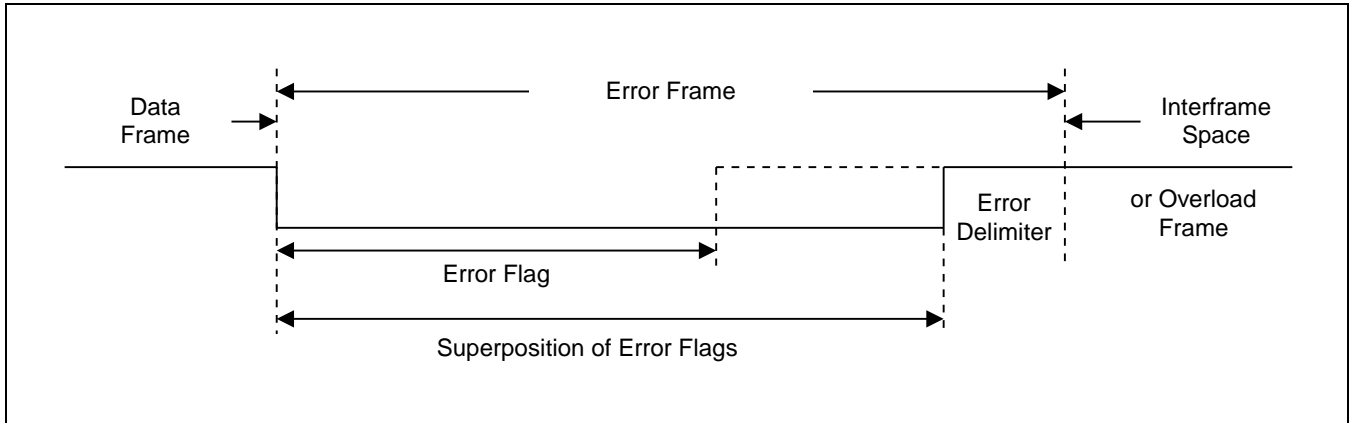 Error Frame
Data
Frame
Interframe
Space
Error
Delimiter
or Overload
Frame
Error Flag
Superposition of Error Flags